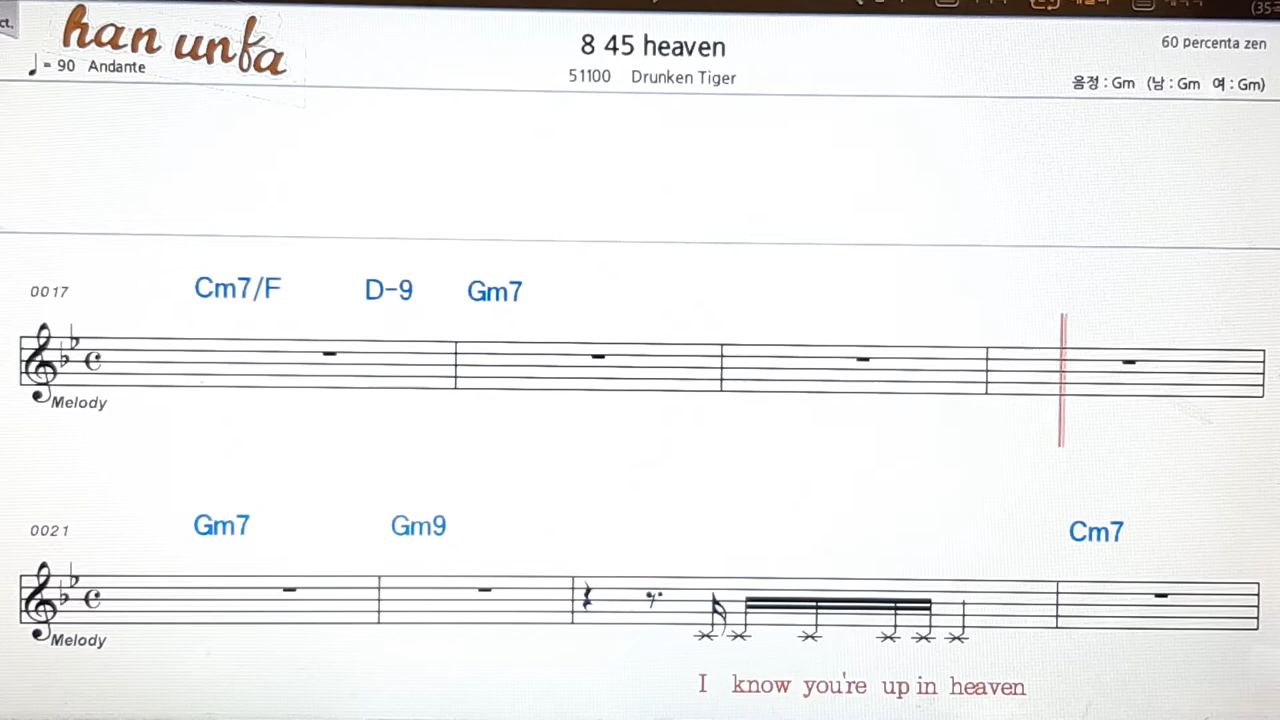 ct.
han unfa
♩ = 90 Andante
8 45 heaven
51100 Drunken Tiger
60 percenta zen
음정 : Gm (남 : Gm 여 : Gm)
0017 Cm7/F D-9 Gm7
Melody
0021 Gm7 Gm9 Cm7
Melody
I know you're up in heaven